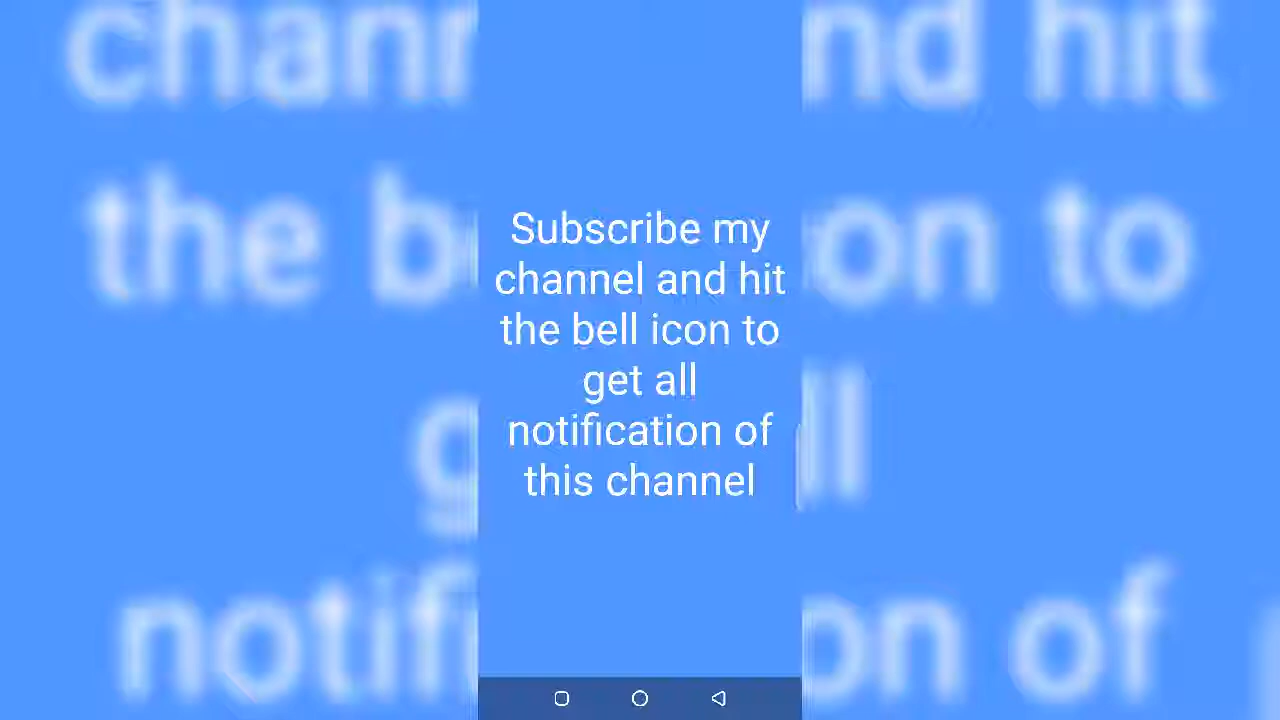 Subscribe my
channel and hit
the bell icon to
get all
notification of
this channel